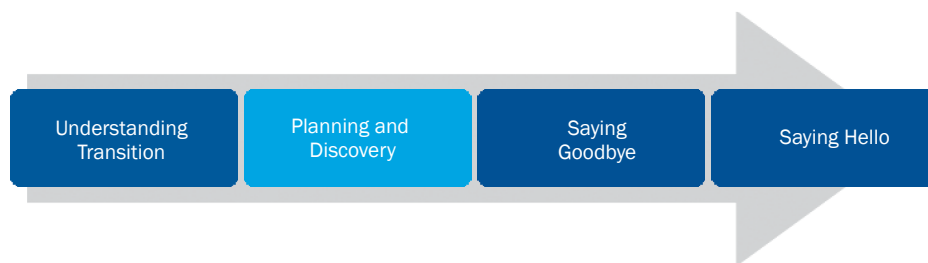 Understanding
Transition
Planning and
Discovery
Saying
Goodbye
Saying Hello